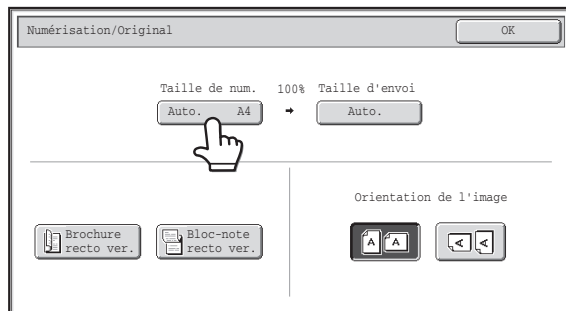 Numérisation/Original
OK
Taille de num. 100% Taille d'envoi
Auto. A4 Auto.
Orientation de l'image
Brochure
recto ver.
Bloc-note
recto ver.
A A A A